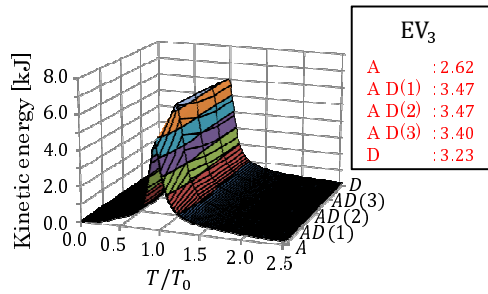 Kinetic energy [kJ]
8.0
6.0
4.0
2.0
0.0
0.0
0.5
1.0
1.5
2.0
2.5
T/T₀
A
AD(1)
AD(2)
AD(3)
D
EV₃
A :2.62
A D(1) :3.47
A D(2) :3.47
A D(3) :3.40
D :3.23